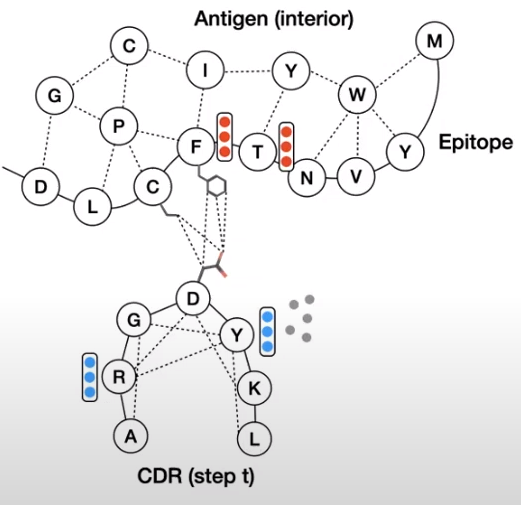 Antigen (interior)
M
C
I
Y
G
W
P
F
T
Y
Epitope
D
L
C
N
V
D
G
Y
R
K
A
L
CDR (step t)